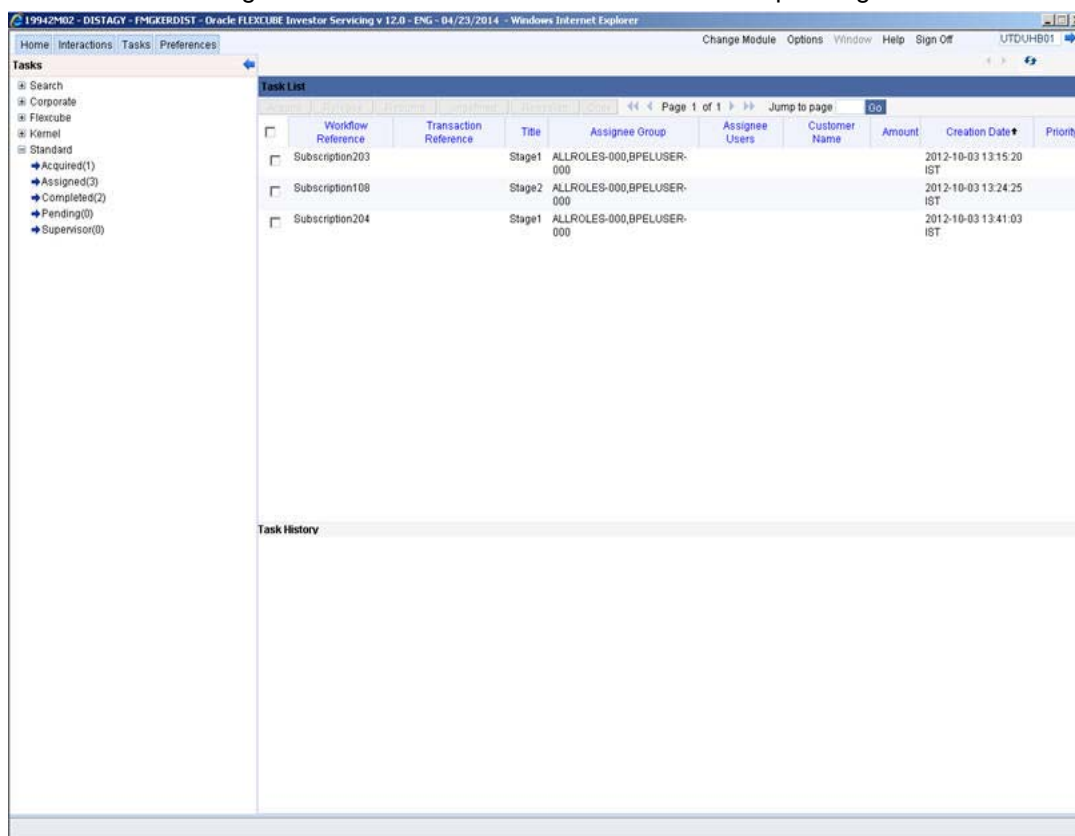 19942M02 - DISTAGY - FMGKERDIST - Oracle FLEXCUBE Investor Servicing v 12.0 - ENG - 04/23/2014 - Windows Internet Explorer
Home Interactions Tasks Preferences Change Module Options Window Help Sign Off UTDUHB01
Tasks
Search
Corporate
Flexcube
Kernel
Standard
Acquired(1)
Assigned(3)
Completed(2)
Pending(0)
Supervisor(0)
Task List
Page 1 of 1 Jump to page Go
Workflow Reference Transaction Reference Title Assignee Group Assignee Users Customer Name Amount Creation Date Priority
Subscription203 Stage1 ALLROLES-000,BPELUSER-000 2012-10-03 13:15:20 IST
Subscription108 Stage2 ALLROLES-000,BPELUSER-000 2012-10-03 13:24:25 IST
Subscription204 Stage1 ALLROLES-000,BPELUSER-000 2012-10-03 13:41:03 IST
Task History